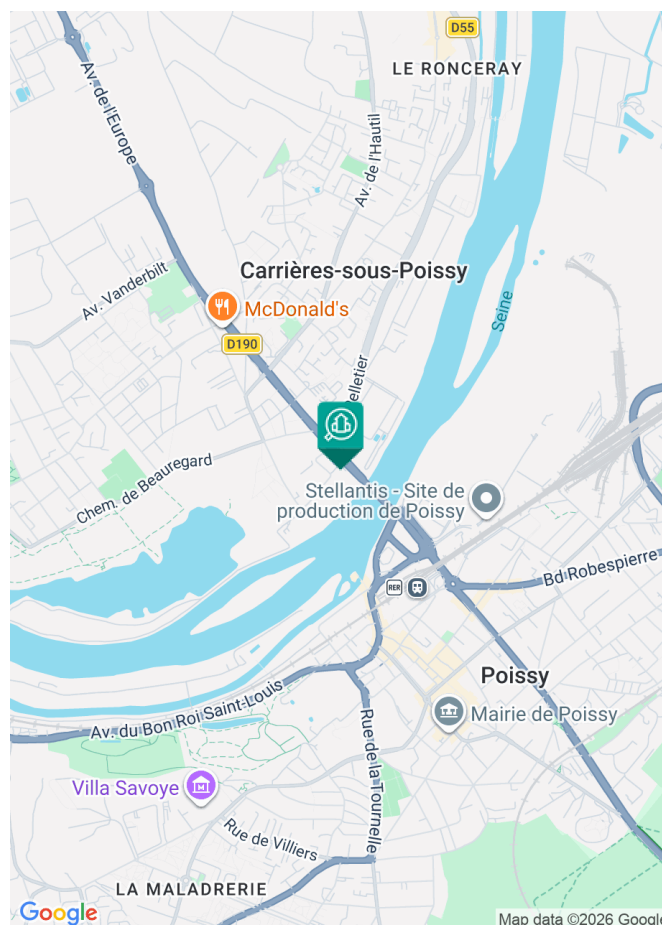 D55
LE RONCERAY
Av. de l'Europe
Av. de l'Hautil
Carrières-sous-Poissy
Av. Vanderbilt
McDonald's
Seine
D190
elletier
Chem. de Beauregard
Stellantis - Site de
production de Poissy
Bd Robespierre
RER
Poissy
Av. du Bon Roi Saint-Louis
Mairie de Poissy
Rue de la Tournelle
Villa Savoye
Rue de Villiers
LA MALADRERIE
Google
Map data ©2026 Google